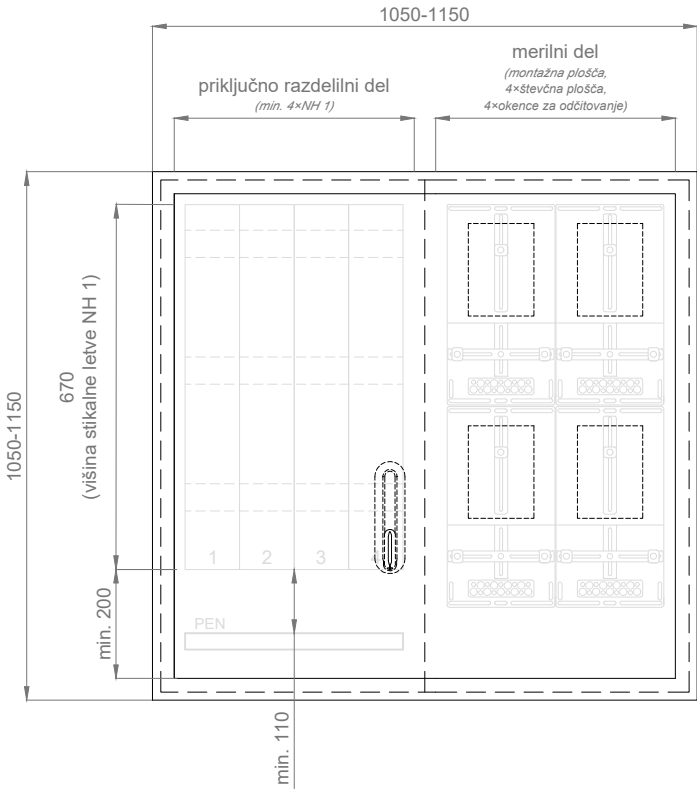 1050-1150
merilni del
(montažna plošča,
4×števčna plošča,
4×okence za odčitovanje)
priključno razdelilni del
(min. 4×NH 1)
670
(višina stikalne letve NH 1)
1050-1150
1 2 3
min. 200
PEN
min. 110